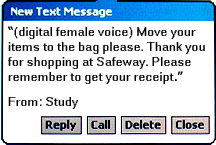 New Text Message
“(digital female voice) Move your
items to the bag please. Thank you
for shopping at Safeway. Please
remember to get your receipt.”
From: Study
Reply Call Delete Close